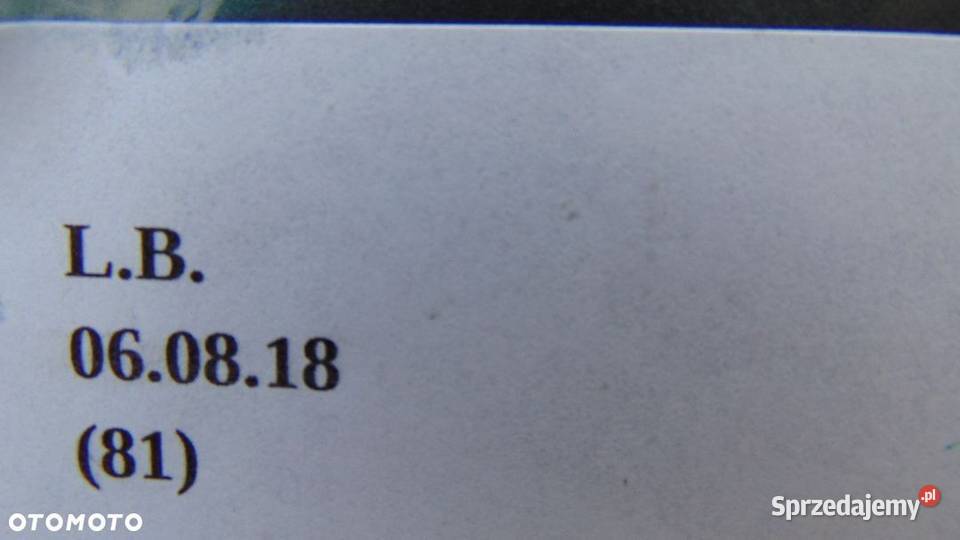 L.B.
06.08.18
(81)
OTOMOTO
Sprzedajemy.pl